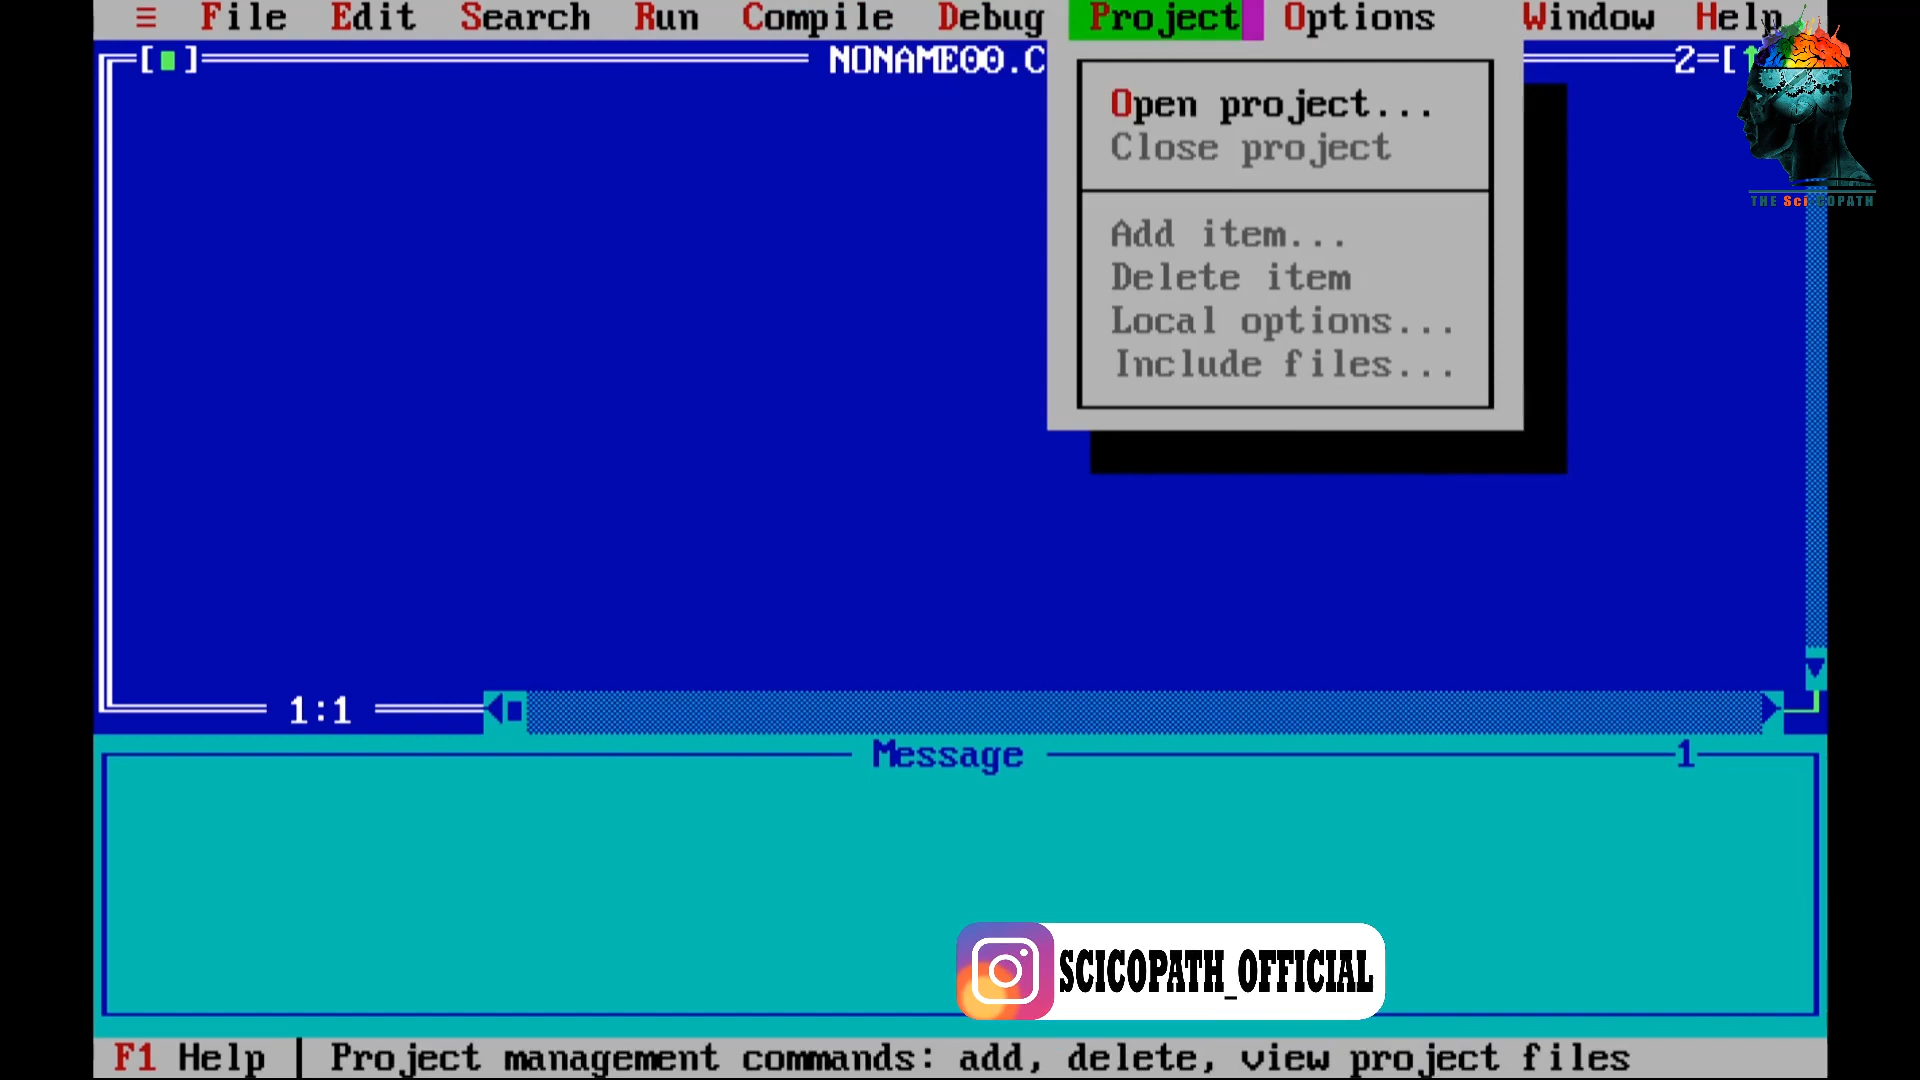 ≡ File Edit Search Run Compile Debug Project Options Window Help
[■] NONAME00.C 2=[↑
Open project...
Close project
Add item...
Delete item
Local options...
Include files...
THE SciCOPATH
1:1
Message 1
SCICOPATH_OFFICIAL
F1 Help | Project management commands: add, delete, view project files